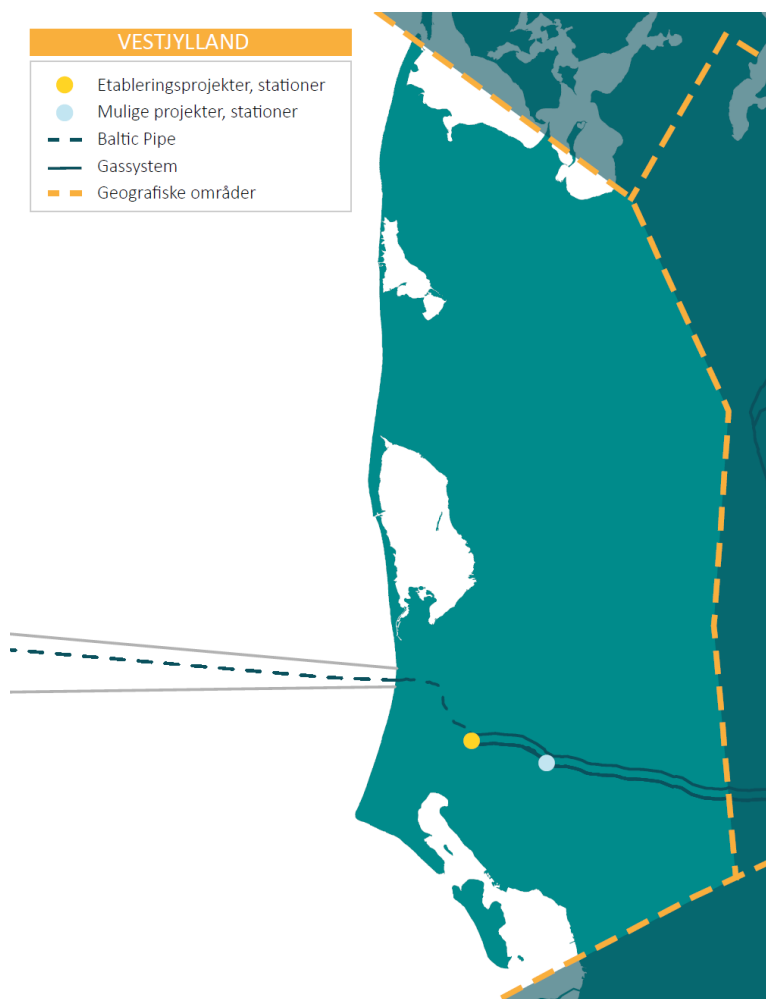 VESTJYLLAND
Etableringsprojekter, stationer
Mulige projekter, stationer
Baltic Pipe
Gassystem
Geografiske områder